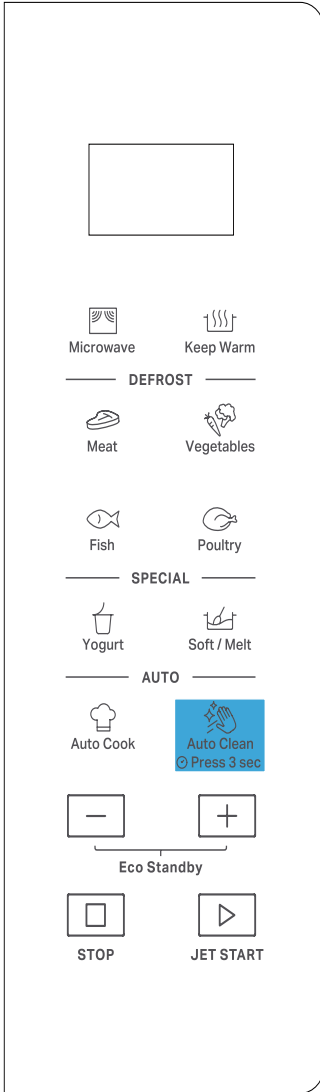 Microwave
Keep Warm
DEFROST
Meat
Vegetables
Fish
Poultry
SPECIAL
Yogurt
Soft / Melt
AUTO
Auto Cook
Auto Clean
Press 3 sec
Eco Standby
STOP
JET START